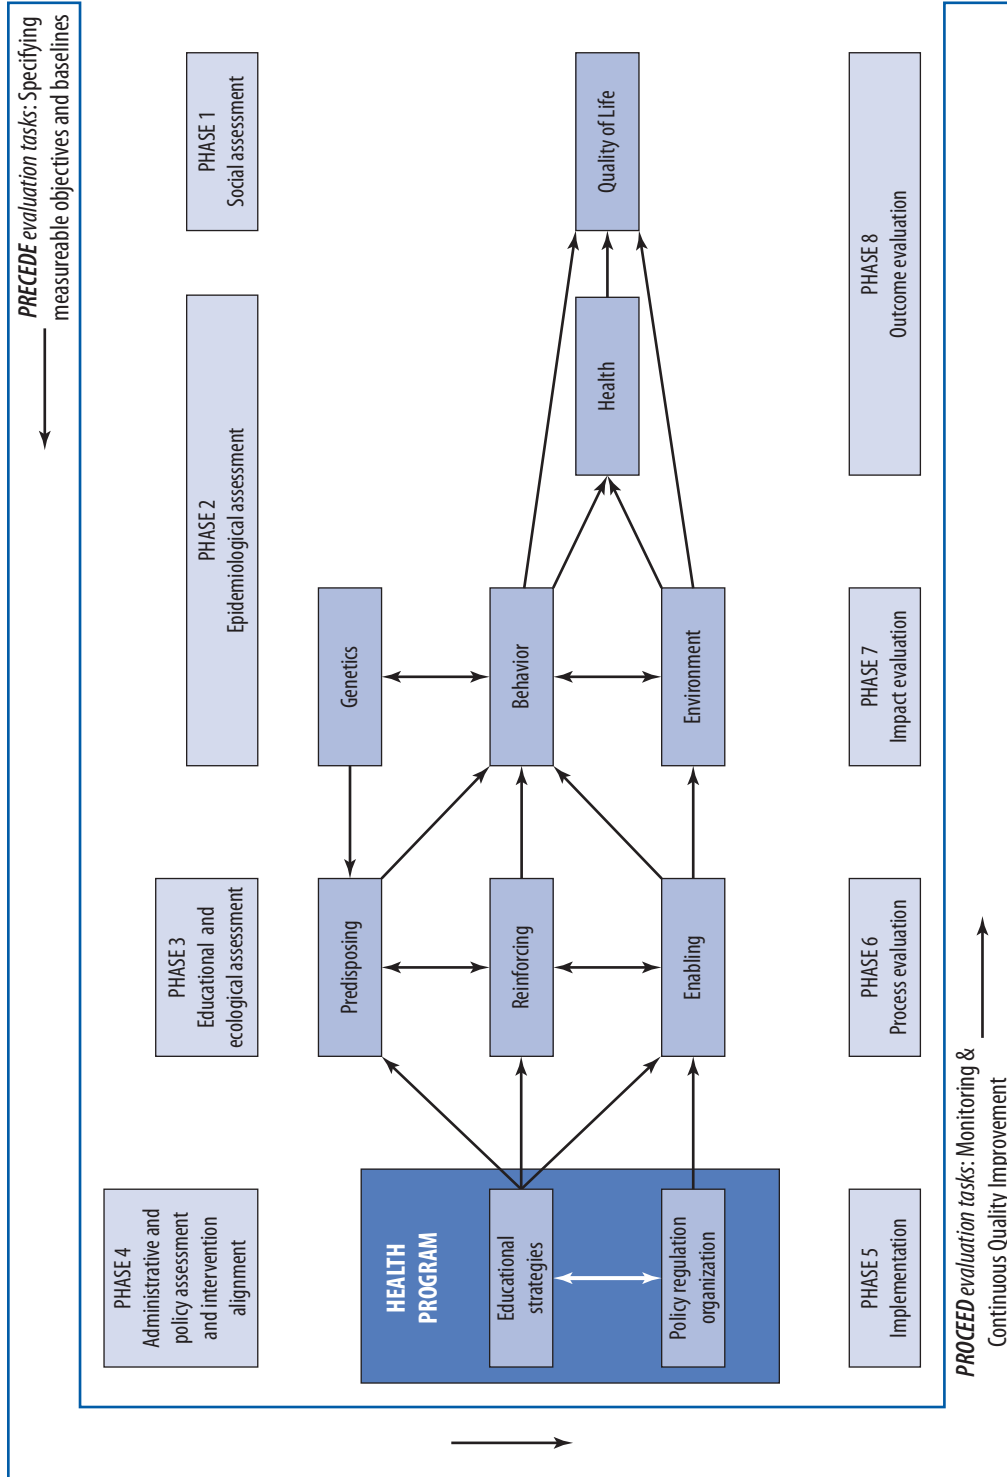 PRECEDE evaluation tasks: Specifying
measureable objectives and baselines
PHASE 4
Administrative and
policy assessment
and intervention
alignment
PHASE 3
Educational and
ecological assessment
PHASE 2
Epidemiological assessment
PHASE 1
Social assessment
HEALTH
PROGRAM
Educational
strategies
Policy regulation
organization
Predisposing
Reinforcing
Enabling
Genetics
Behavior
Environment
Health
Quality of Life
PHASE 5
Implementation
PHASE 6
Process evaluation
PHASE 7
Impact evaluation
PHASE 8
Outcome evaluation
PROCEED evaluation tasks: Monitoring &
Continuous Quality Improvement